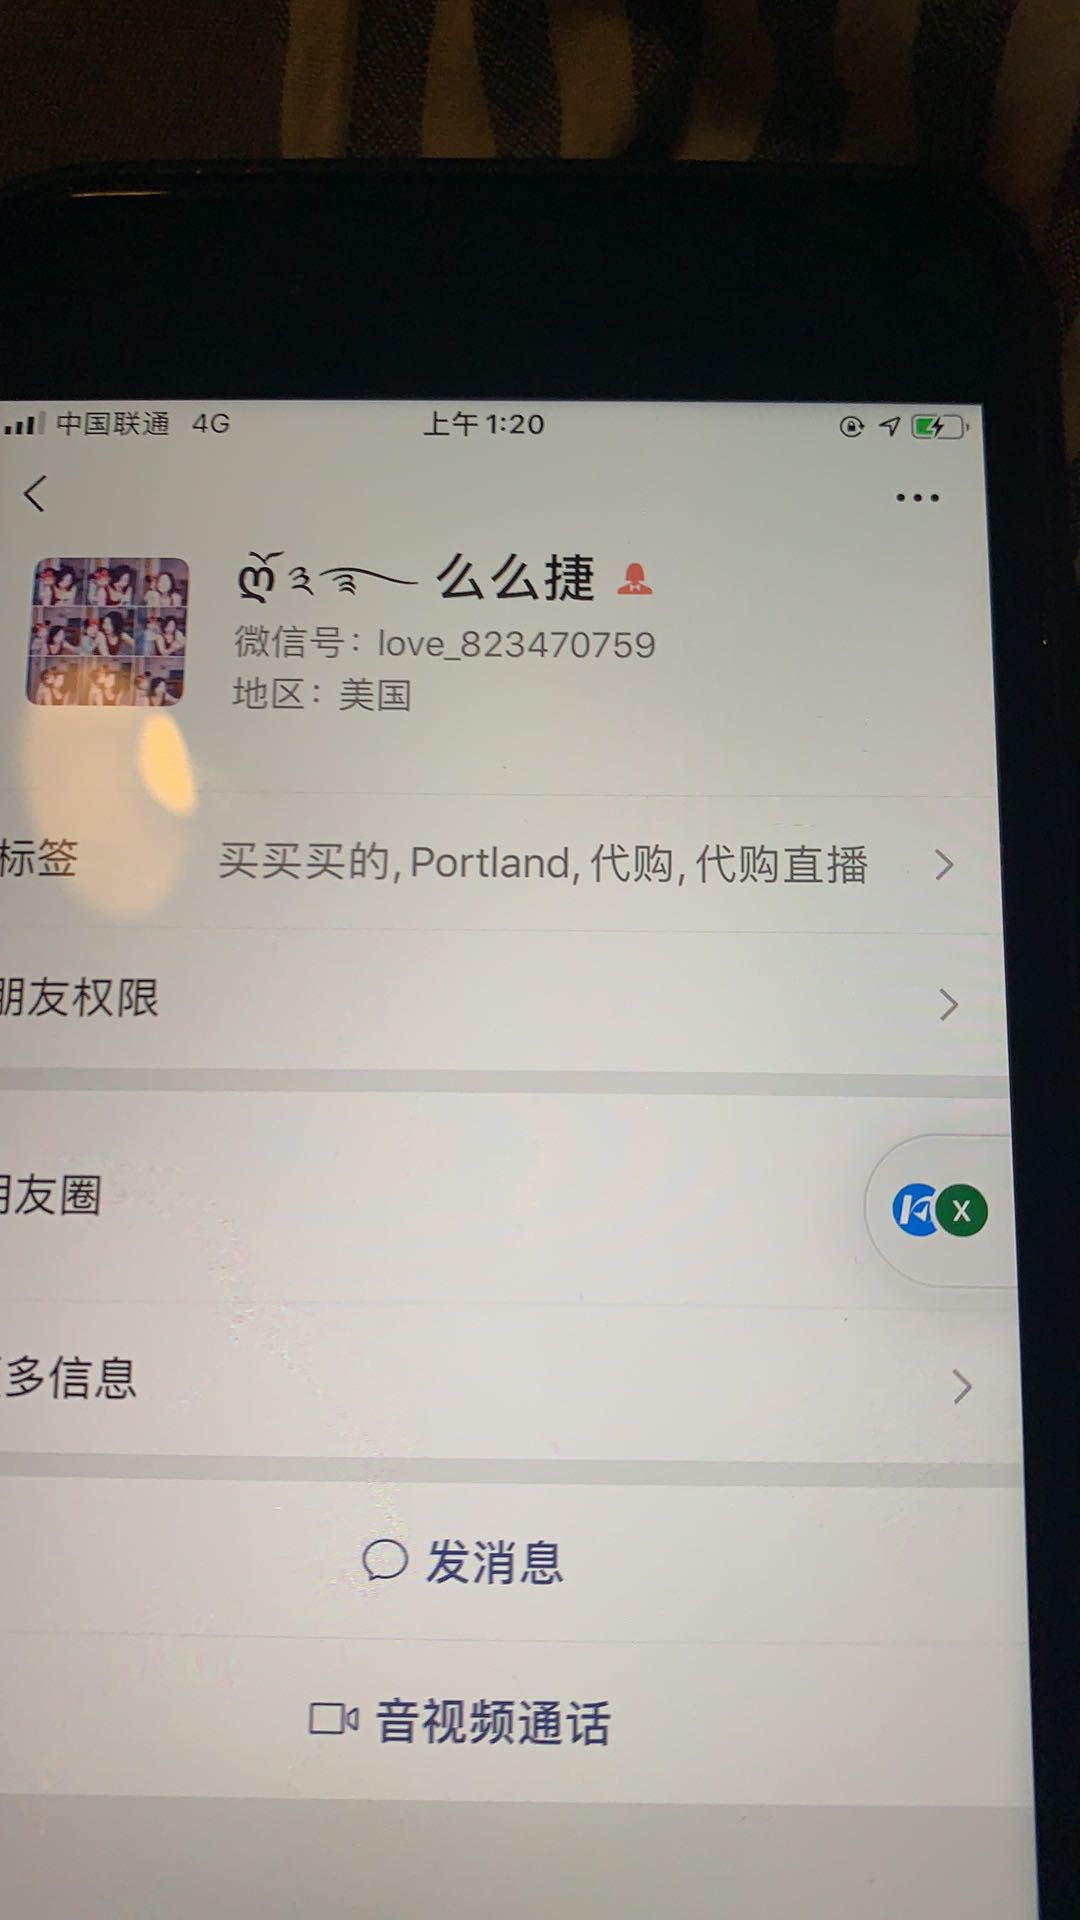 中国联通 4G 上午1:20
ღ 么么捷
微信号：love_823470759
地区：美国
标签 买买买的, Portland, 代购, 代购直播
朋友权限
朋友圈
更多信息
发消息
音视频通话